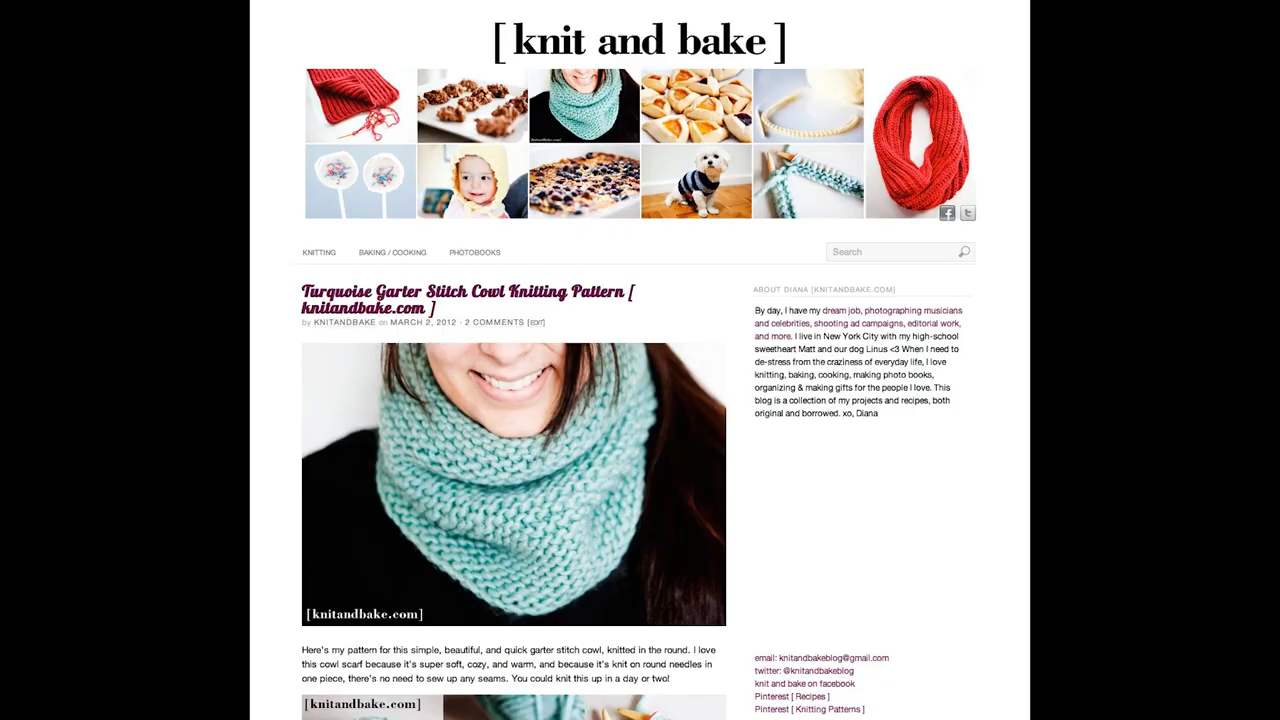 [ knit and bake ]
KNITTING
BAKING / COOKING
PHOTOBOOKS
Search
Turquoise Garter Stitch Cowl Knitting Pattern [
knitandbake.com ]
by KNITANDBAKE on MARCH 2, 2012 · 2 COMMENTS [EDIT]
[knitandbake.com]
Here's my pattern for this simple, beautiful, and quick garter stitch cowl, knitted in the round. I love
this cowl scarf because it's super soft, cozy, and warm, and because it's knit on round needles in
one piece, there's no need to sew up any seams. You could knit this up in a day or two!
[knitandbake.com]
ABOUT DIANA [KNITANDBAKE.COM]
By day, I have my dream job, photographing musicians
and celebrities, shooting ad campaigns, editorial work,
and more. I live in New York City with my high-school
sweetheart Matt and our dog Linus <3 When I need to
de-stress from the craziness of everyday life, I love
knitting, baking, cooking, making photo books,
organizing & making gifts for the people I love. This
blog is a collection of my projects and recipes, both
original and borrowed. xo, Diana
email: knitandbakeblog@gmail.com
twitter: @knitandbakeblog
knit and bake on facebook
Pinterest [ Recipes ]
Pinterest [ Knitting Patterns ]